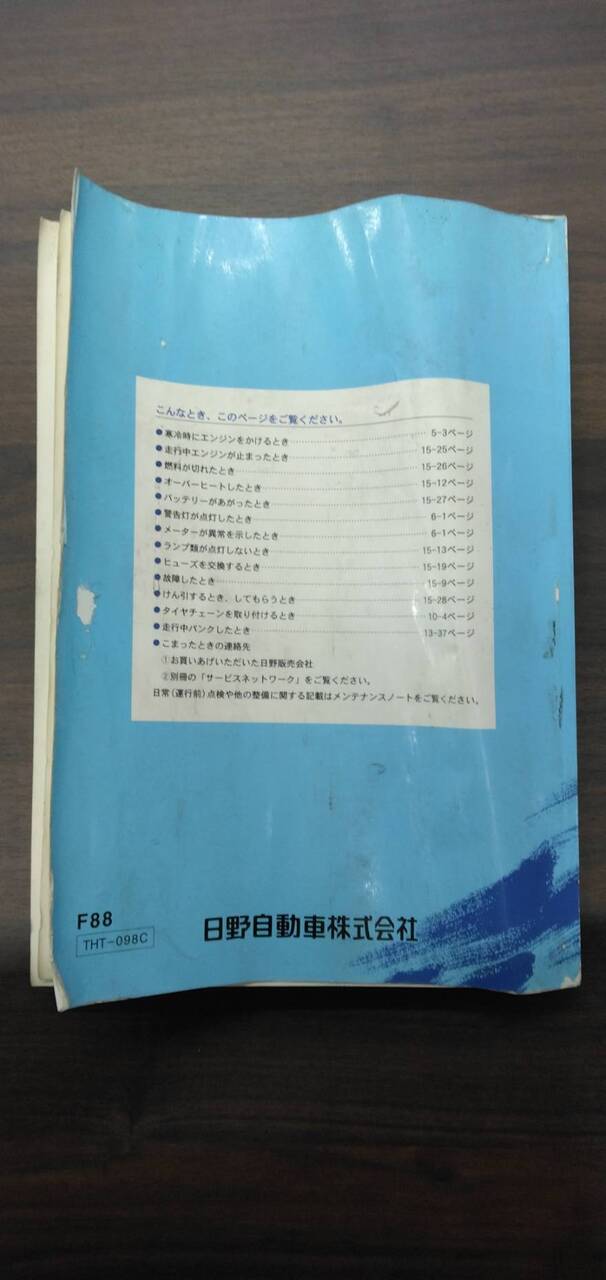 こんなとき、このページをご覧ください。
●寒冷時にエンジンをかけるとき 5-3ページ
●走行中エンジンが止まったとき 15-25ページ
●燃料が切れたとき 15-26ページ
●オーバーヒートしたとき 15-12ページ
●バッテリーがあがったとき 15-27ページ
●警告灯が点灯したとき 6-1ページ
●メーターが異常を示したとき 6-1ページ
●ランプ類が点灯しないとき 15-13ページ
●ヒューズを交換するとき 15-19ページ
●故障したとき 15-9ページ
●けん引するとき、してもらうとき 15-28ページ
●タイヤチェーンを取り付けるとき 10-4ページ
●走行中パンクしたとき 13-37ページ
●こまったときの連絡先
①お買いあげいただいた日野販売会社
②別冊の「サービスネットワーク」をご覧ください。
日常(運行前)点検や他の整備に関する記載はメンテナンスノートをご覧ください。
F88
THT-098C
日野自動車株式会社